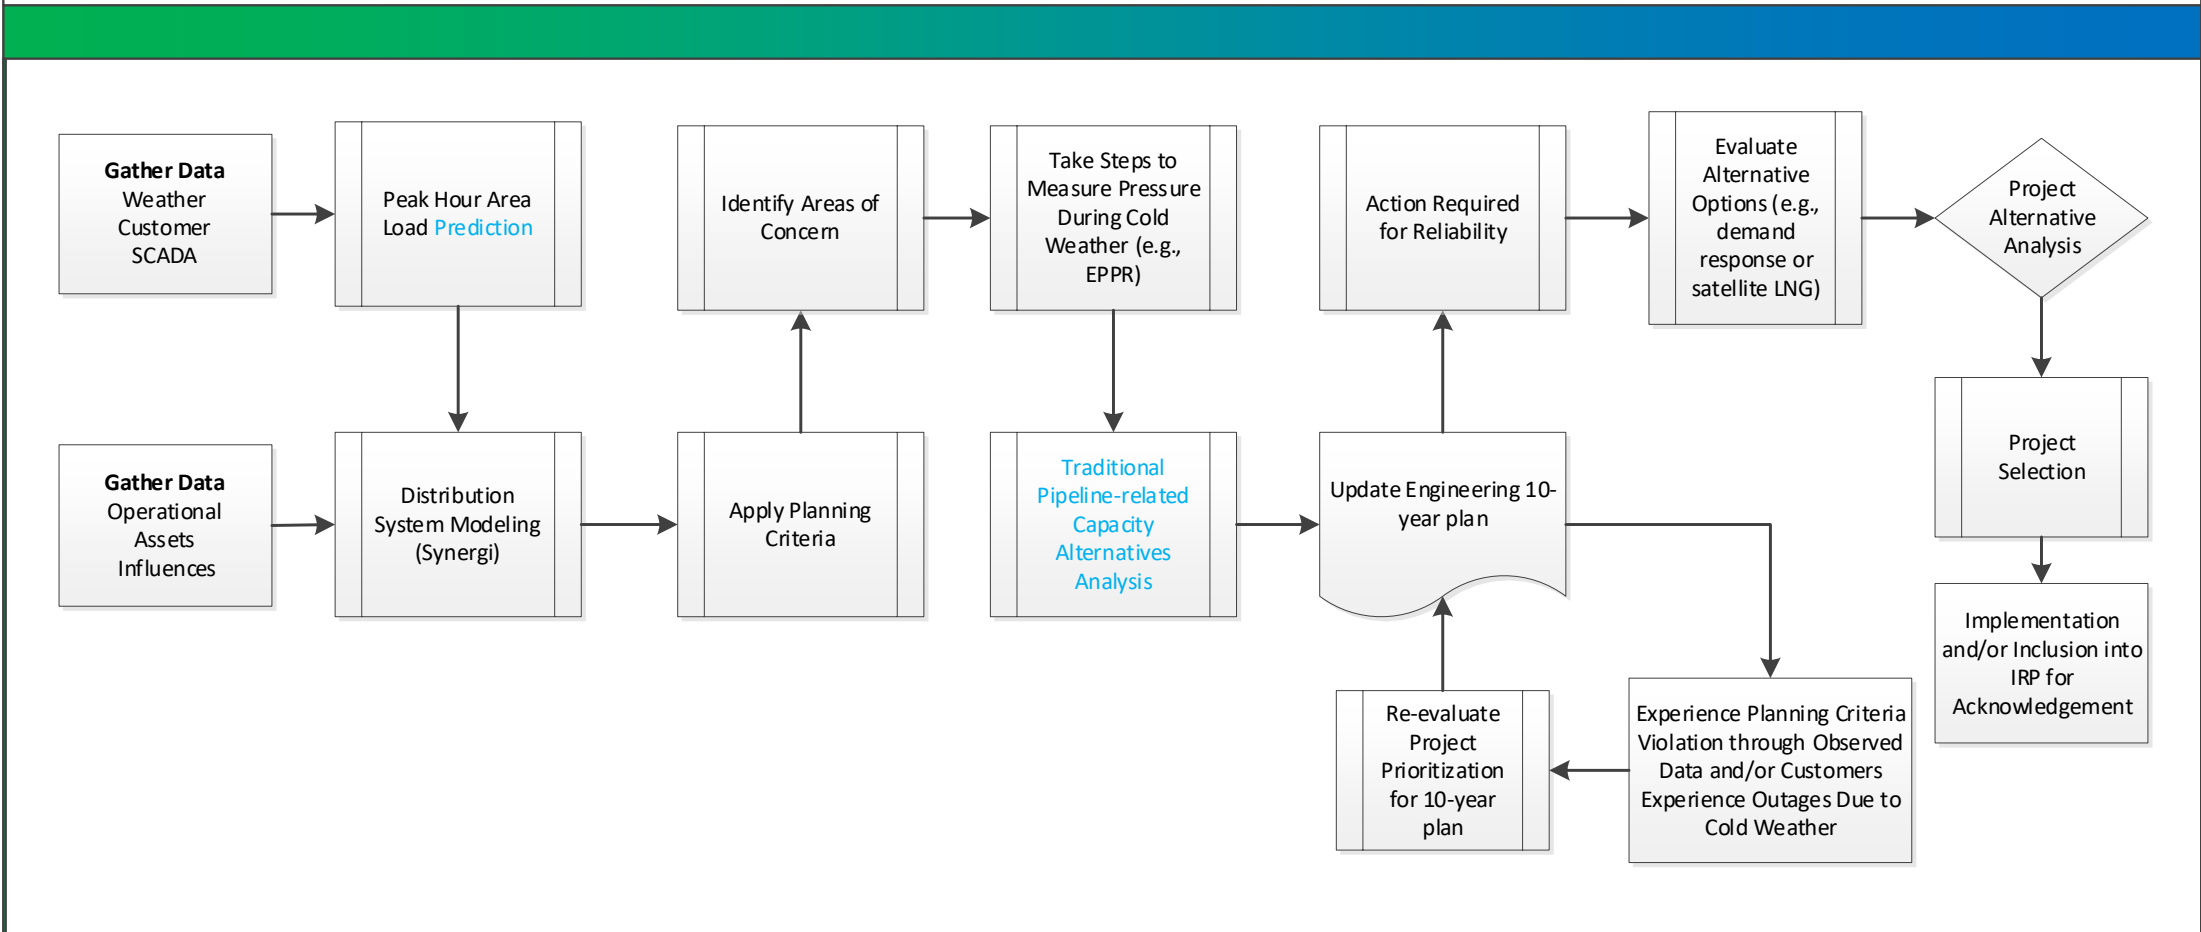 Gather Data
Weather
Customer
SCADA
Peak Hour Area
Load Prediction
Identify Areas of
Concern
Take Steps to
Measure Pressure
During Cold
Weather (e.g.,
EPPR)
Action Required
for Reliability
Evaluate
Alternative
Options (e.g.,
demand
response or
satellite LNG)
Project
Alternative
Analysis
Gather Data
Operational
Assets
Influences
Distribution
System Modeling
(Synergi)
Apply Planning
Criteria
Traditional
Pipeline-related
Capacity
Alternatives
Analysis
Update Engineering 10-
year plan
Project
Selection
Re-evaluate
Project
Prioritization
for 10-year
plan
Experience Planning Criteria
Violation through Observed
Data and/or Customers
Experience Outages Due to
Cold Weather
Implementation
and/or Inclusion into
IRP for
Acknowledgement